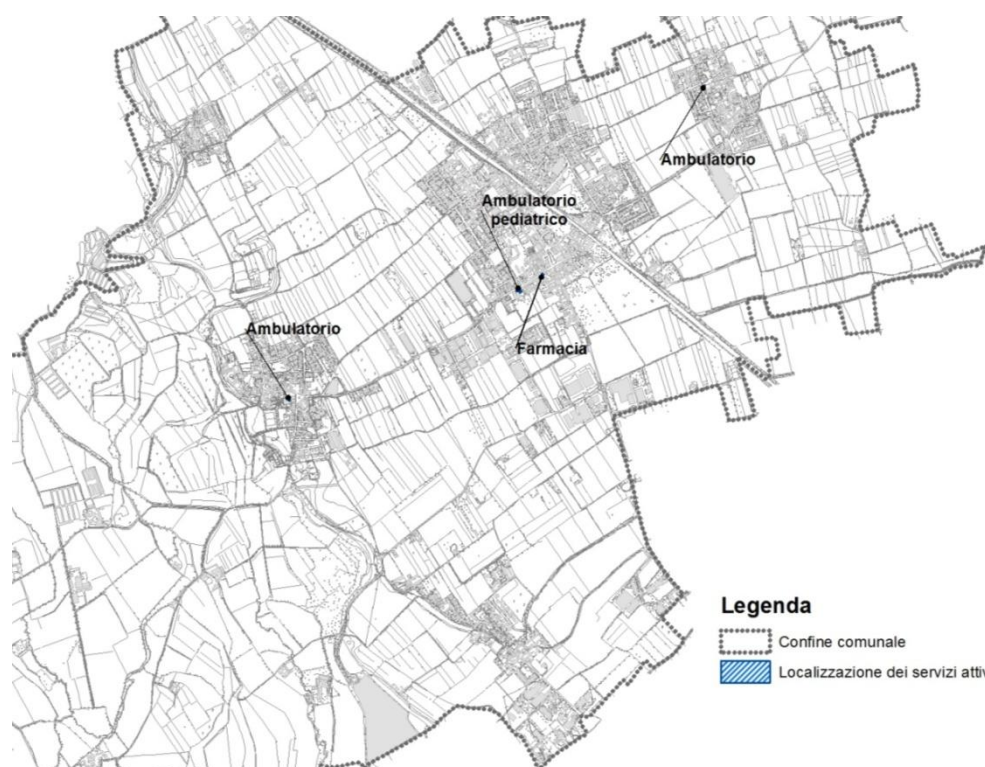 Ambulatorio
Ambulatorio
pediatrico
Ambulatorio
Farmacia
Legenda
Confine comunale
Localizzazione dei servizi attiv